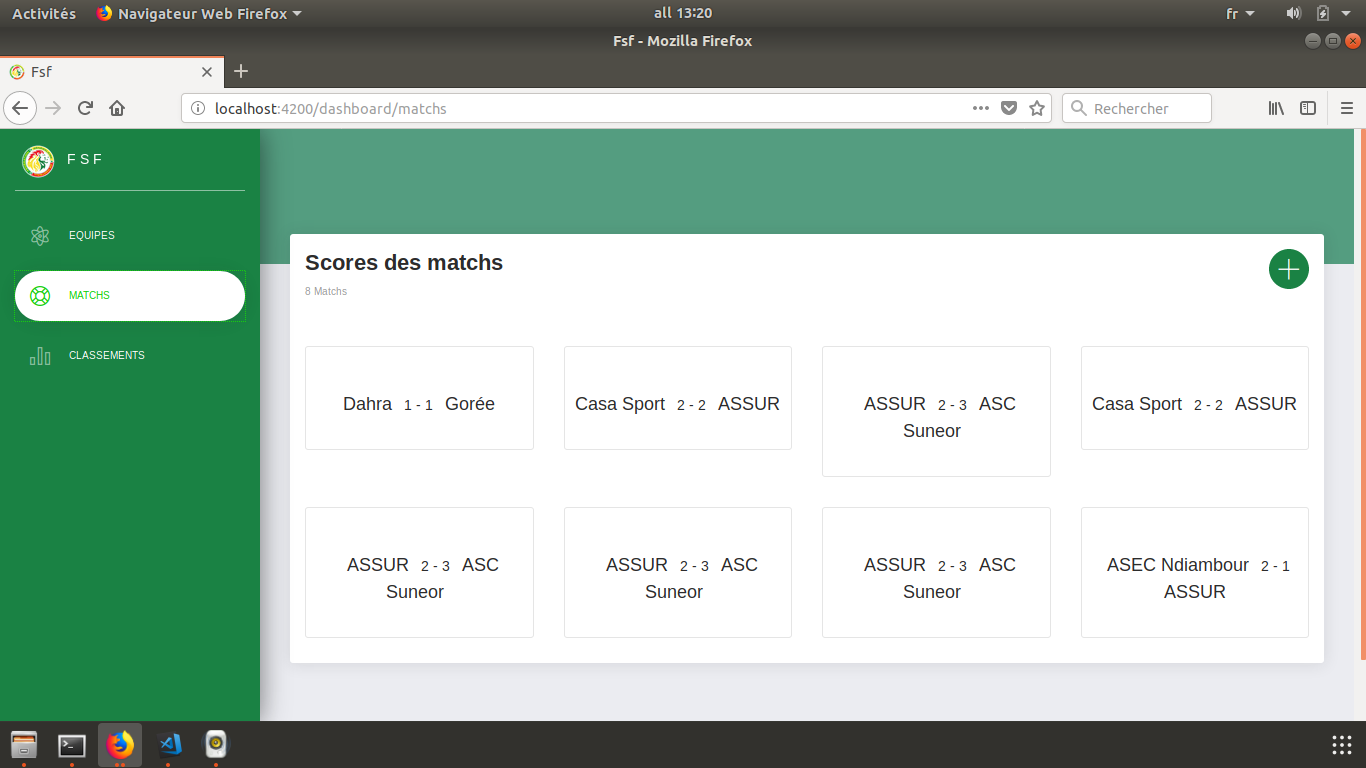 Activités Navigateur Web Firefox all 13∶20 fr
Fsf - Mozilla Firefox
Fsf
localhost:4200/dashboard/matchs Rechercher
F S F
EQUIPES
MATCHS
CLASSEMENTS
Scores des matchs
8 Matchs
Dahra 1 - 1 Gorée
Casa Sport 2 - 2 ASSUR
ASSUR 2 - 3 ASC
Suneor
Casa Sport 2 - 2 ASSUR
ASSUR 2 - 3 ASC
Suneor
ASSUR 2 - 3 ASC
Suneor
ASSUR 2 - 3 ASC
Suneor
ASEC Ndiambour 2 - 1
ASSUR